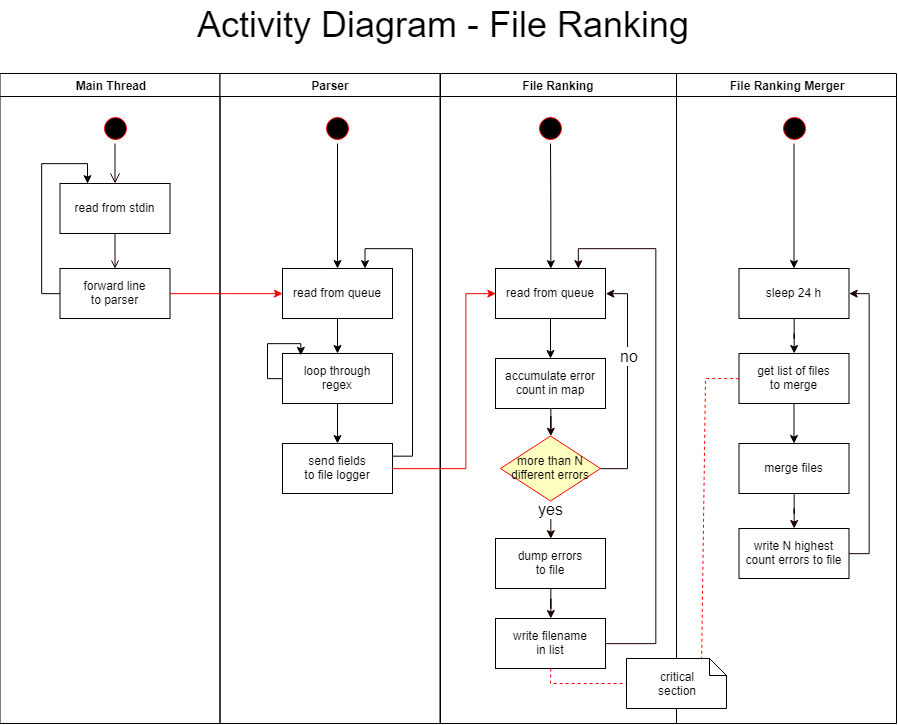 Activity Diagram - File Ranking
Main Thread
Parser
File Ranking
File Ranking Merger
read from stdin
forward line
to parser
read from queue
loop through
regex
send fields
to file logger
read from queue
accumulate error
count in map
no
more than N
different errors
yes
dump errors
to file
write filename
in list
sleep 24 h
get list of files
to merge
merge files
write N highest
count errors to file
critical
section